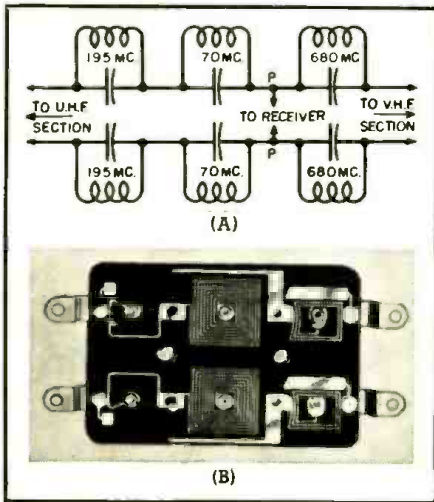 195 MC. 70 MC. 680 MC.
P
TO U.H.F. TO RECEIVER TO V.H.F.
SECTION SECTION
P
195 MC. 70 MC. 680 MC.
(A)
(B)